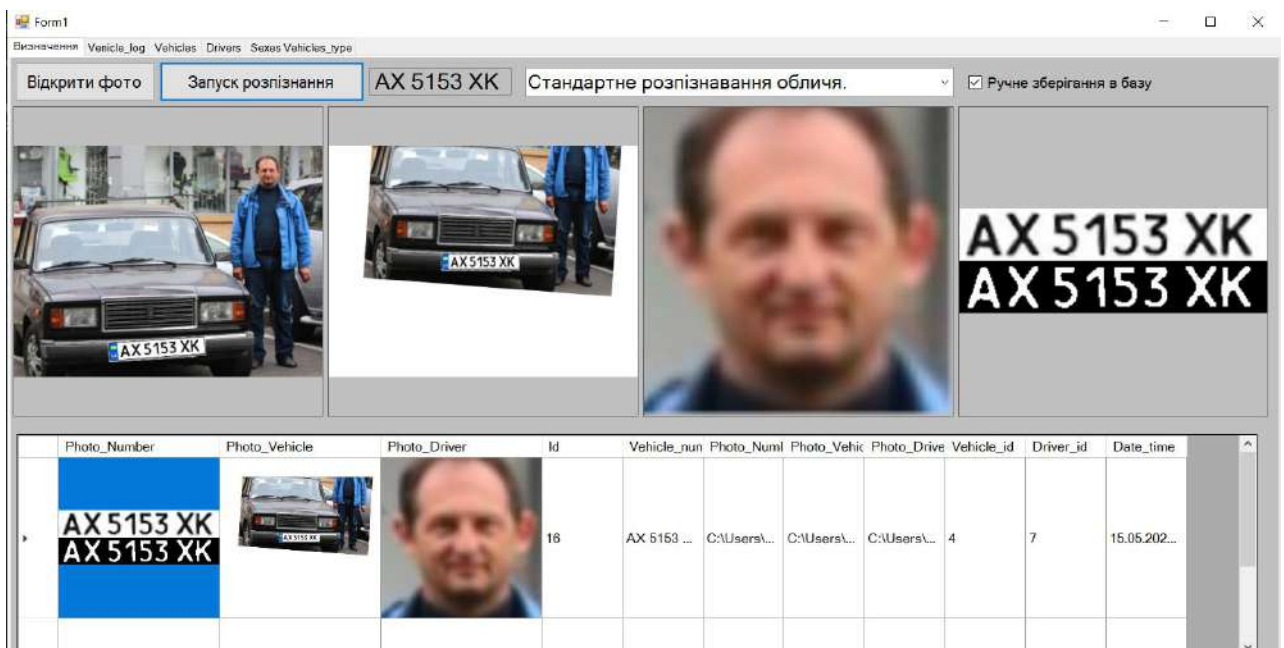 Form1
Визначення Venicle_log Vehicles Drivers Sexes Vehicles_type
Відкрити фото Запуск розпізнання AX 5153 XK Стандартне розпізнавання обличя. Ручне зберігання в базу
AX 5153 XK
AX 5153 XK
AX 5153 XK
AX 5153 XK
Photo_Number Photo_Vehicle Photo_Driver Id Vehicle_nun Photo_Numl Photo_Vehic Photo_Drive Vehicle_id Driver_id Date_time
AX 5153 XK
AX 5153 XK
AX 5153 XK
16 AX 5153 ... C:\Users\... C:\Users\... C:\Users\... 4 7 15.05.202...